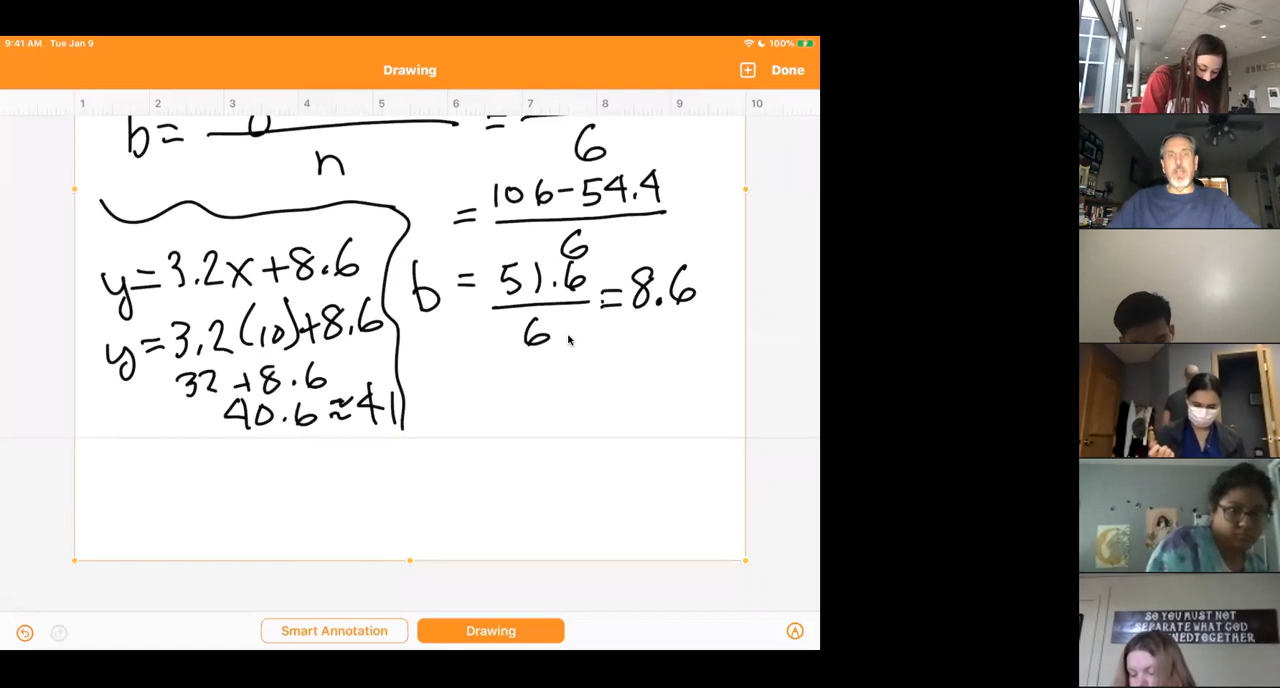 9:41 AM Tue Jan 9
100%
Drawing
Done
1 2 3 4 5 6 7 8 9 10
b= = 
n
6
= 106-54.4
6
b = 51.6 = 8.6
6
y=3.2x+8.6
y=3.2(10)+8.6
32 +8.6
40.6≈41
Smart Annotation
Drawing
SO YOU MUST NOT
SEPARATE WHAT GOD
TOGETHER